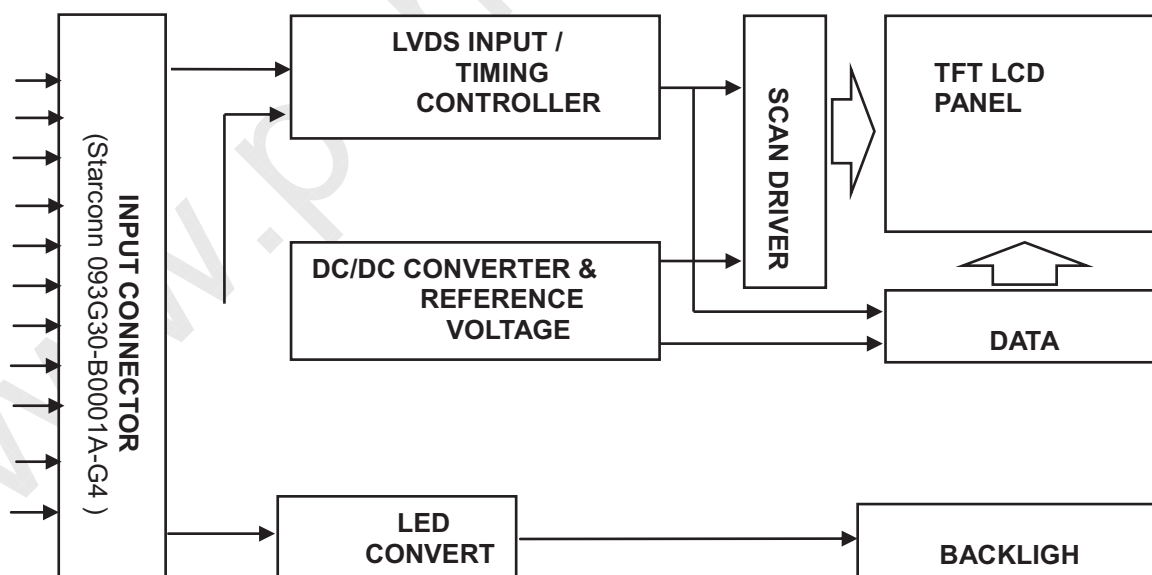 LVDS INPUT /
TIMING
CONTROLLER
SCAN DRIVER
TFT LCD
PANEL
INPUT CONNECTOR
(Starconn 093G30-B0001A-G4 )
DC/DC CONVERTER &
REFERENCE
VOLTAGE
DATA
LED
CONVERT
BACKLIGH